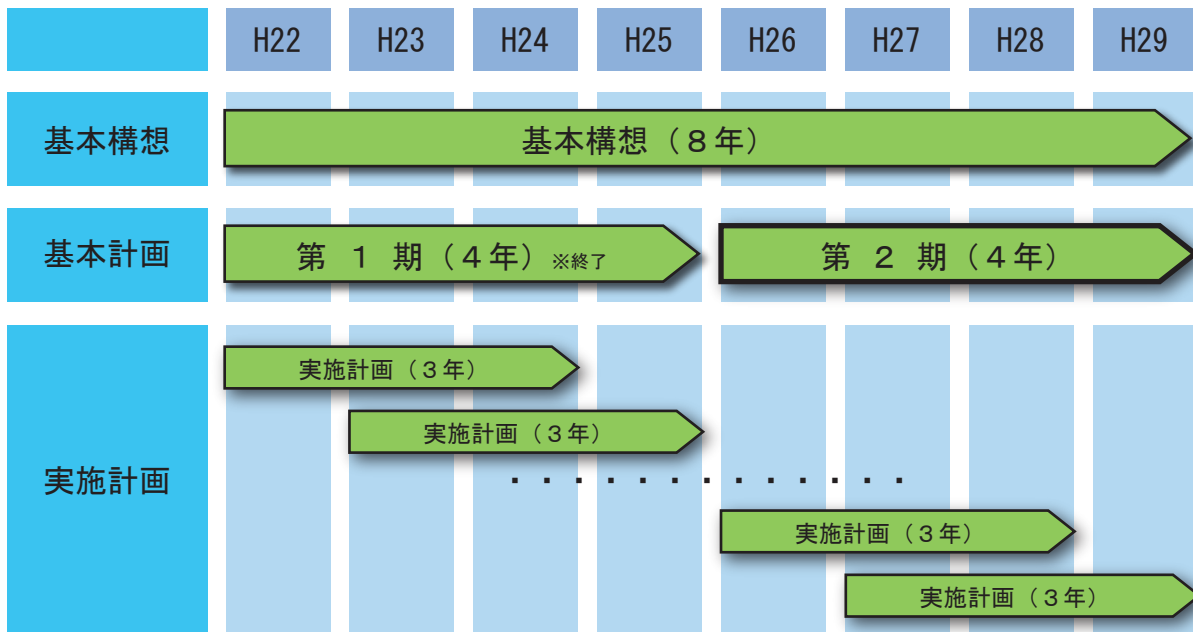 H22 H23 H24 H25 H26 H27 H28 H29
基本構想
基本構想（８年）
基本計画
第１期（４年）※終了
第２期（４年）
実施計画
実施計画（３年）
実施計画（３年）
・・・・・・・・・・・・・
実施計画（３年）
実施計画（３年）